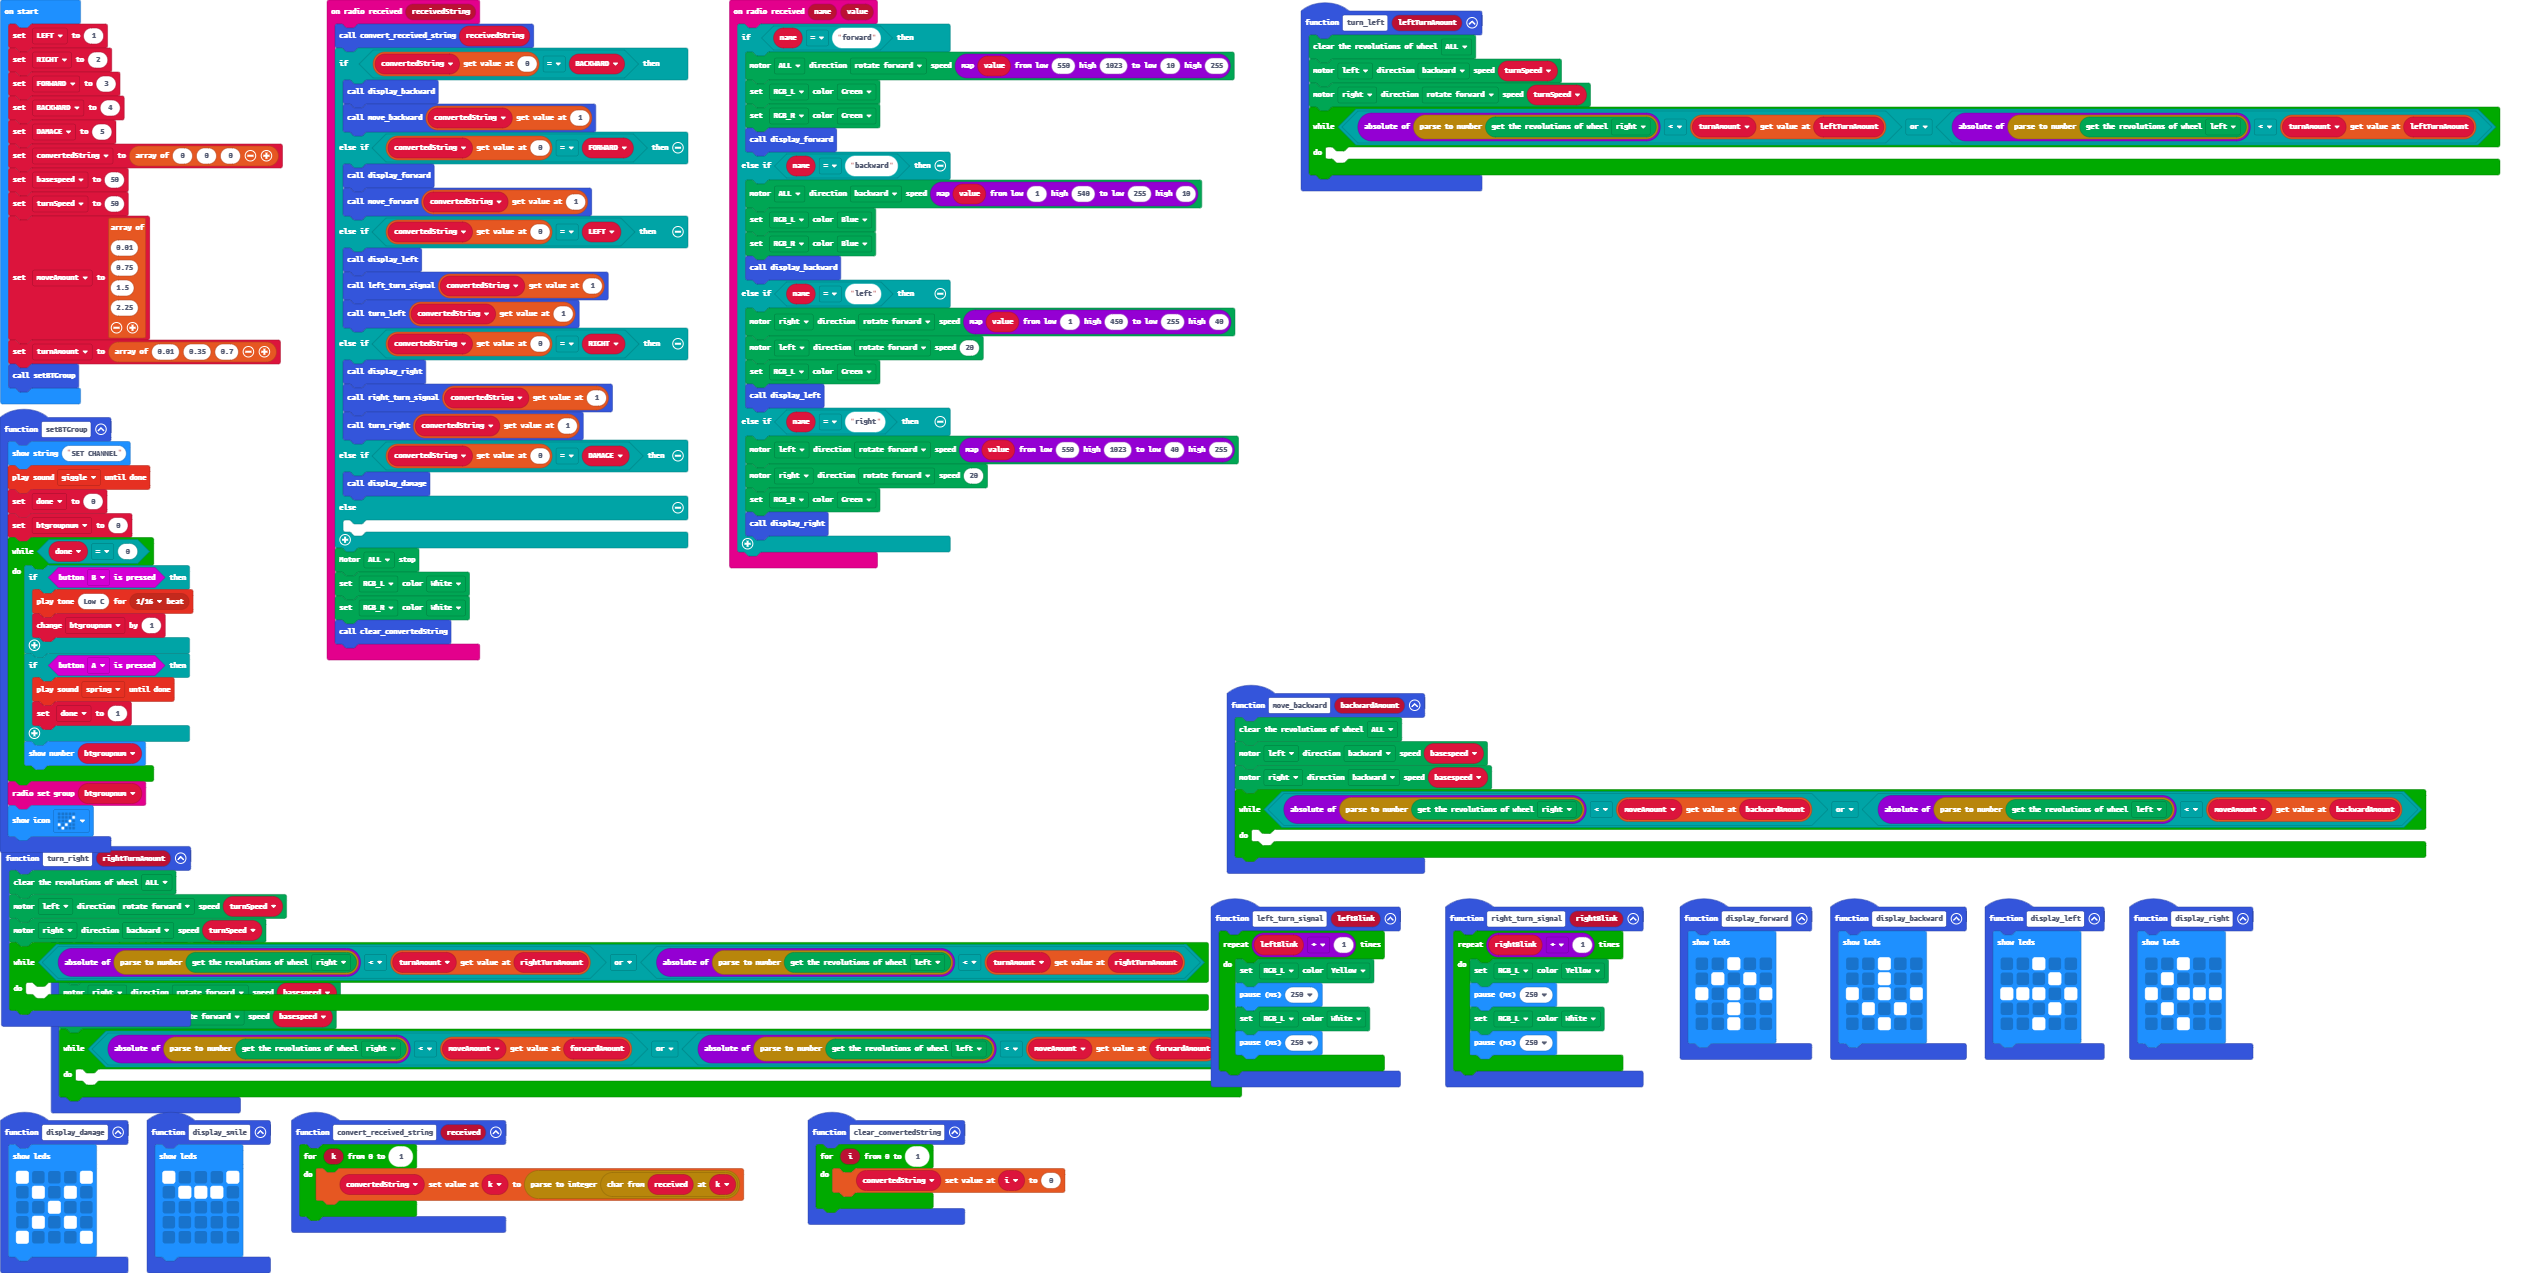 on start
set LEFT to 1
set RIGHT to 2
set FORWARD to 3
set BACKWARD to 4
set DAMAGE to 5
set convertedString to array of 0 0 0
set basespeed to 50
set turnSpeed to 50
set moveAmount to array of 0.01 0.75 1.5 2.25
set turnAmount to array of 0.01 0.35 0.7
call setBTGroup
function setBTGroup
show string "SET CHANNEL"
play sound giggle until done
set done to 0
set btgroupnum to 0
while done = 0
do if button B is pressed then
play tone Low C for 1/16 beat
change btgroupnum by 1
if button A is pressed then
play sound spring until done
set done to 1
show number btgroupnum
radio set group btgroupnum
show icon
on radio received receivedString
call convert_received_string receivedString
if convertedString get value at 0 = BACKWARD then
call display_backward
call move_backward convertedString get value at 1
else if convertedString get value at 0 = FORWARD then
call display_forward
call move_forward convertedString get value at 1
else if convertedString get value at 0 = LEFT then
call display_left
call left_turn_signal convertedString get value at 1
call turn_left convertedString get value at 1
else if convertedString get value at 0 = RIGHT then
call display_right
call right_turn_signal convertedString get value at 1
call turn_right convertedString get value at 1
else if convertedString get value at 0 = DAMAGE then
call display_damage
else
Motor ALL stop
set RGB_L color White
set RGB_R color White
call clear_convertedString
on radio received name value
if name = "forward" then
motor ALL direction rotate forward speed map value from low 550 high 1023 to low 10 high 255
set RGB_L color Green
set RGB_R color Green
call display_forward
else if name = "backward" then
motor ALL direction backward speed map value from low 1 high 540 to low 255 high 10
set RGB_L color Blue
set RGB_R color Blue
call display_backward
else if name = "left" then
motor right direction rotate forward speed map value from low 1 high 450 to low 255 high 40
motor left direction rotate forward speed 20
set RGB_L color Green
call display_left
else if name = "right" then
motor left direction rotate forward speed map value from low 550 high 1023 to low 40 high 255
motor right direction rotate forward speed 20
set RGB_R color Green
call display_right
function turn_left leftTurnAmount
clear the revolutions of wheel ALL
motor left direction backward speed turnSpeed
motor right direction rotate forward speed turnSpeed
while absolute of parse to number get the revolutions of wheel right < turnAmount get value at leftTurnAmount or absolute of parse to number get the revolutions of wheel left < turnAmount get value at leftTurnAmount
do
function move_backward backwardAmount
clear the revolutions of wheel ALL
motor left direction backward speed basespeed
motor right direction backward speed basespeed
while absolute of parse to number get the revolutions of wheel right < moveAmount get value at backwardAmount or absolute of parse to number get the revolutions of wheel left < moveAmount get value at backwardAmount
do
function turn_right rightTurnAmount
clear the revolutions of wheel ALL
motor left direction rotate forward speed turnSpeed
motor right direction backward speed turnSpeed
while absolute of parse to number get the revolutions of wheel right < turnAmount get value at rightTurnAmount or absolute of parse to number get the revolutions of wheel left < turnAmount get value at rightTurnAmount
do
motor right direction rotate forward speed basespeed
forward speed basespeed
while absolute of parse to number get the revolutions of wheel right < moveAmount get value at forwardAmount or absolute of parse to number get the revolutions of wheel left < moveAmount get value at forwardAmount
do
function left_turn_signal leftBlink
repeat leftBlink + 1 times
do set RGB_L color Yellow
pause (ms) 250
set RGB_L color White
pause (ms) 250
function right_turn_signal rightBlink
repeat rightBlink + 1 times
do set RGB_L color Yellow
pause (ms) 250
set RGB_L color White
pause (ms) 250
function display_forward
show leds
function display_backward
show leds
function display_left
show leds
function display_right
show leds
function display_damage
show leds
function display_smile
show leds
function convert_received_string received
for k from 0 to 1
do convertedString set value at k to parse to integer char from received at k
function clear_convertedString
for i from 0 to 1
do convertedString set value at i to 0